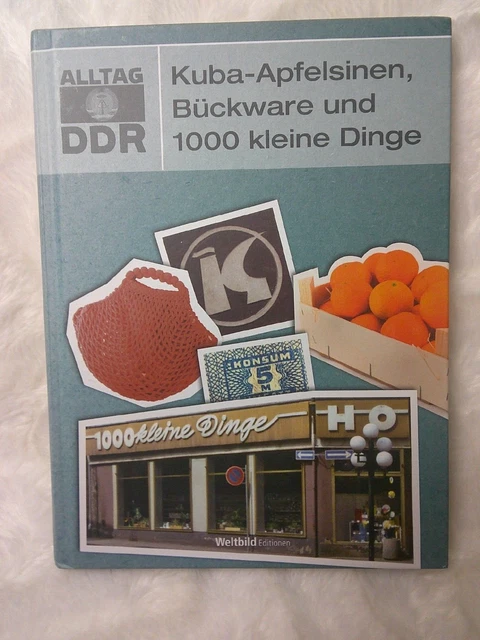 ALLTAG
DDR
Kuba-Apfelsinen,
Bückware und
1000 kleine Dinge
K
KONSUM
5
M
1000 kleine Dinge
HO
Weltbild Editionen